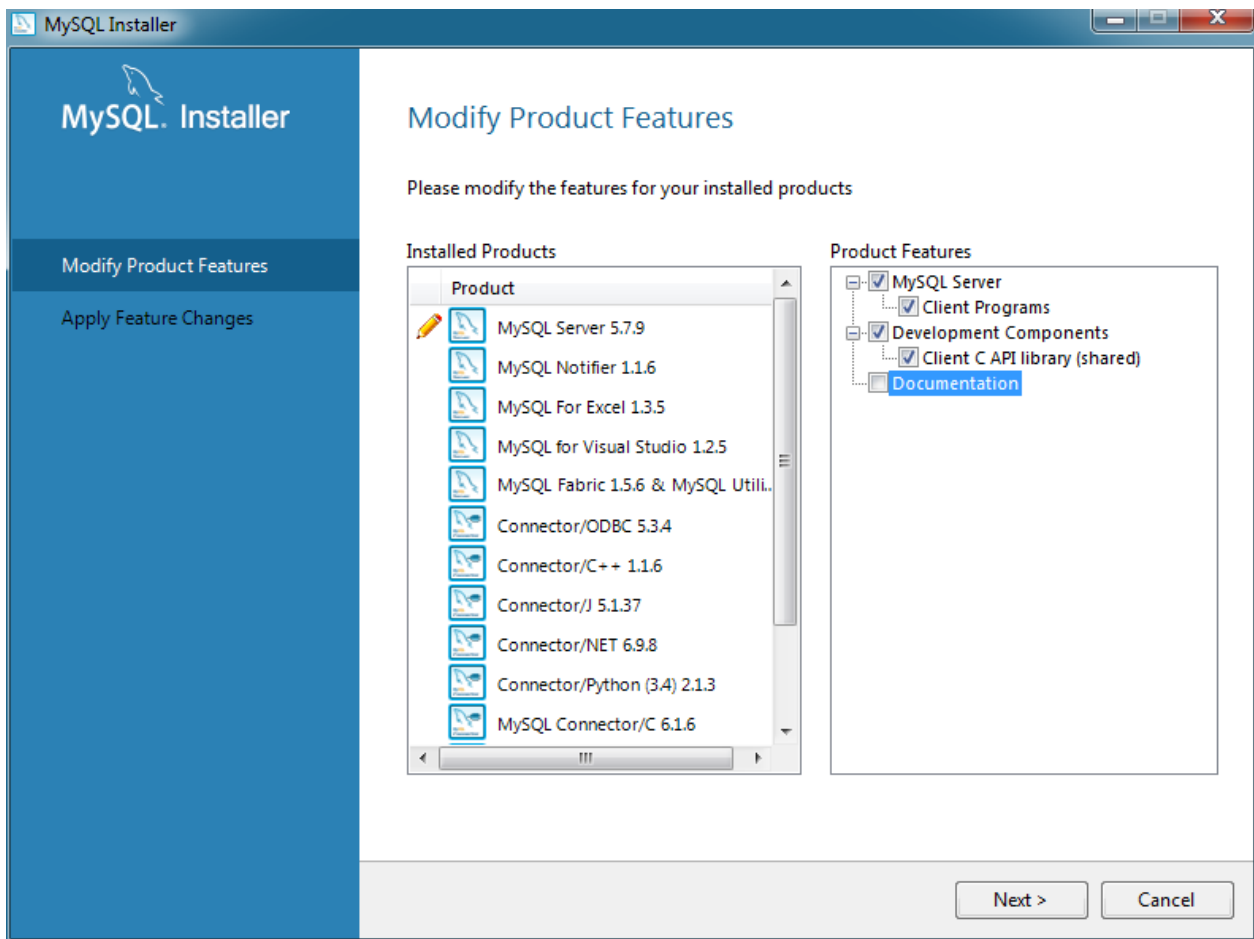 MySQL Installer
MySQL. Installer
Modify Product Features
Apply Feature Changes
Modify Product Features
Please modify the features for your installed products
Installed Products
Product
MySQL Server 5.7.9
MySQL Notifier 1.1.6
MySQL For Excel 1.3.5
MySQL for Visual Studio 1.2.5
MySQL Fabric 1.5.6 & MySQL Utili..
Connector/ODBC 5.3.4
Connector/C++ 1.1.6
Connector/J 5.1.37
Connector/NET 6.9.8
Connector/Python (3.4) 2.1.3
MySQL Connector/C 6.1.6
Product Features
MySQL Server
Client Programs
Development Components
Client C API library (shared)
Documentation
Next >
Cancel